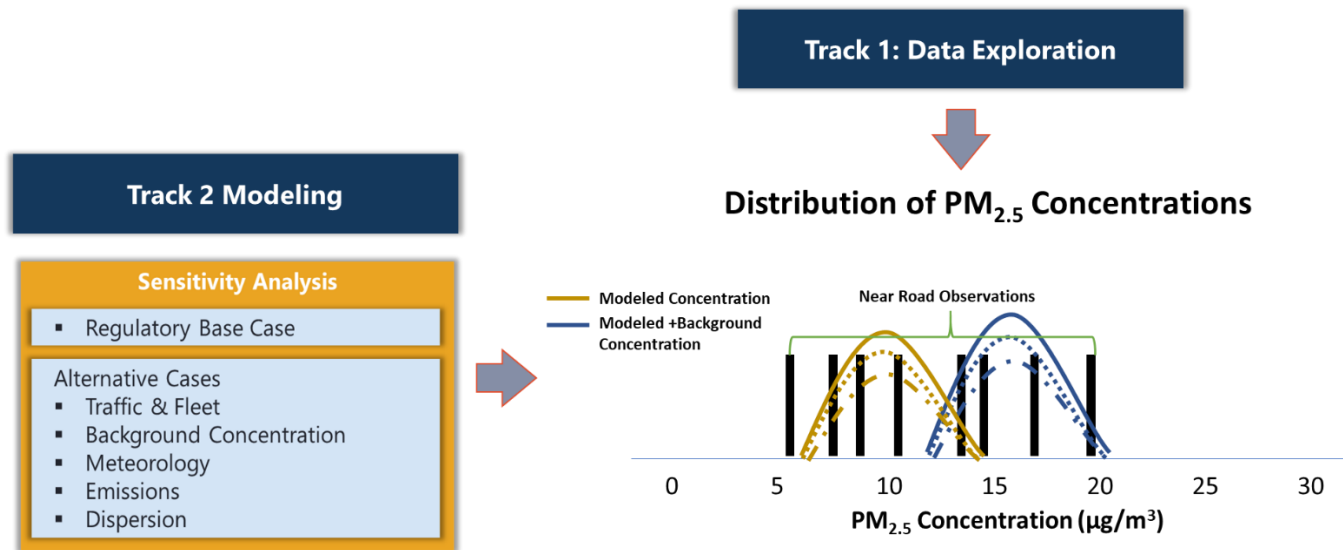 Track 1: Data Exploration
Track 2 Modeling
Distribution of PM₂.₅ Concentrations
Sensitivity Analysis
▪ Regulatory Base Case
Alternative Cases
▪ Traffic & Fleet
▪ Background Concentration
▪ Meteorology
▪ Emissions
▪ Dispersion
Modeled Concentration
Modeled +Background
Concentration
Near Road Observations
0 5 10 15 20 25 30
PM₂.₅ Concentration (µg/m³)